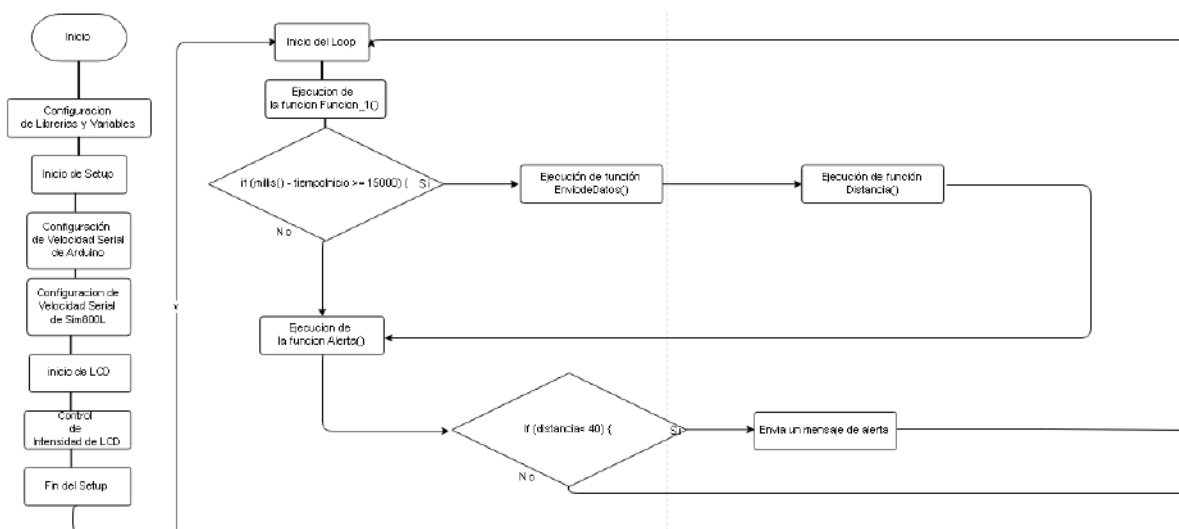 Inicio
Configuracion
de Librerias y Variables
Inicio de Setup
Configuración
de Velocidad Serial
de Arduino
Configuracion de
Velocidad Serial
de Sim800L
inicio de LCD
Control
de
Intensidad de LCD
Fin del Setup
Inicio del Loop
Ejecucion de
la funcion Funcion_1()
if (millis() - tiempoInicio >= 15000) {
Sí
No
Ejecución de función
EnviodeDatos()
Ejecución de función
Distancia()
Ejecucion de
la funcion Alerta()
if (distancia< 40) {
Sí
No
Envia un mensaje de alerta